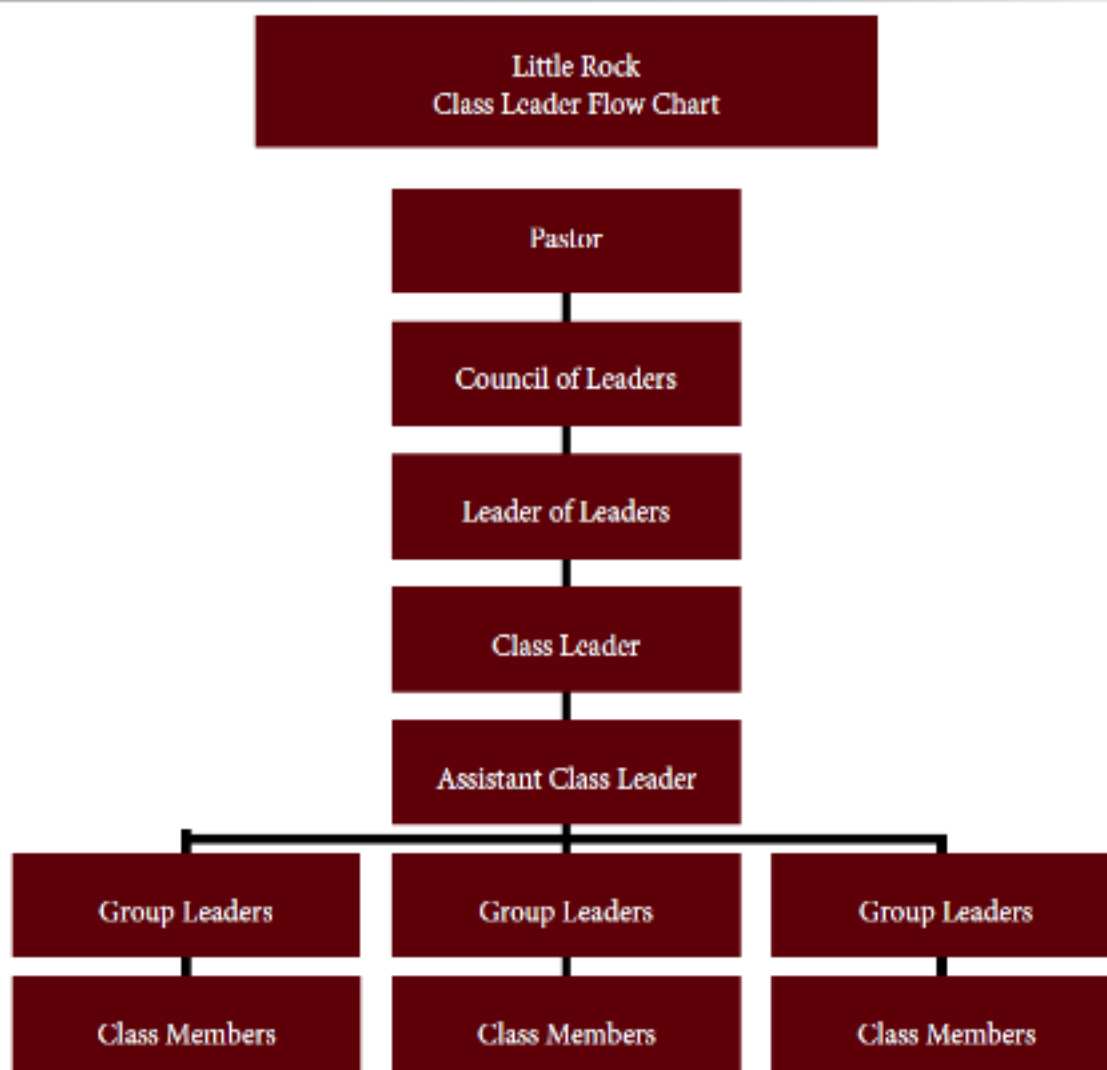 Little Rock
Class Leader Flow Chart
Pastor
Council of Leaders
Leader of Leaders
Class Leader
Assistant Class Leader
Group Leaders
Group Leaders
Group Leaders
Class Members
Class Members
Class Members